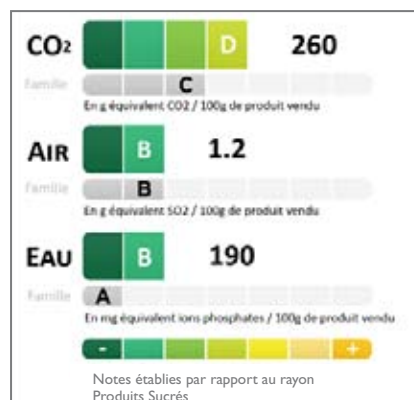 CO2 D 260
Famille C
En g équivalent CO2 / 100g de produit vendu
AIR B 1.2
Famille B
En g équivalent SO2 / 100g de produit vendu
EAU B 190
Famille A
En mg équivalent ions phosphates / 100g de produit vendu
- +
Notes établies par rapport au rayon
Produits Sucrés